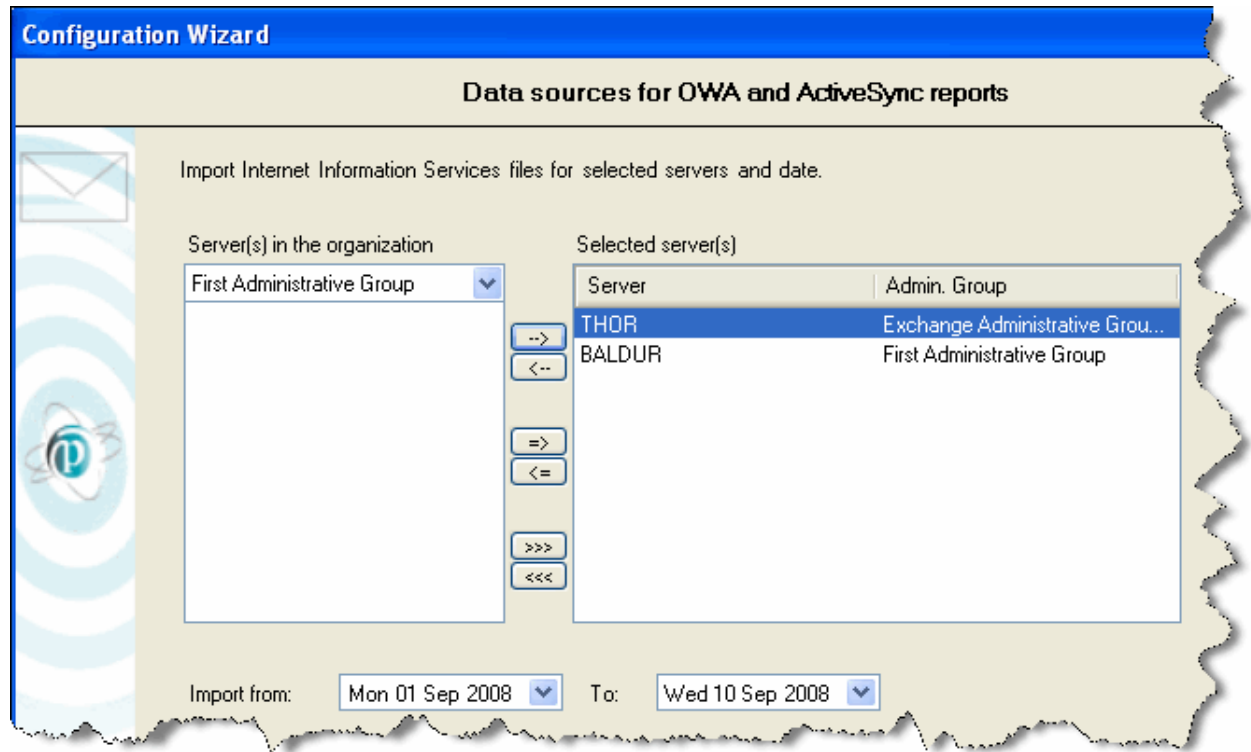 Configuration Wizard
Data sources for OWA and ActiveSync reports
Import Internet Information Services files for selected servers and date.
Server(s) in the organization
First Administrative Group
-->
<--
=>
<=
>>>
<<<
Selected server(s)
Server Admin. Group
THOR Exchange Administrative Grou...
BALDUR First Administrative Group
Import from: Mon 01 Sep 2008 To: Wed 10 Sep 2008